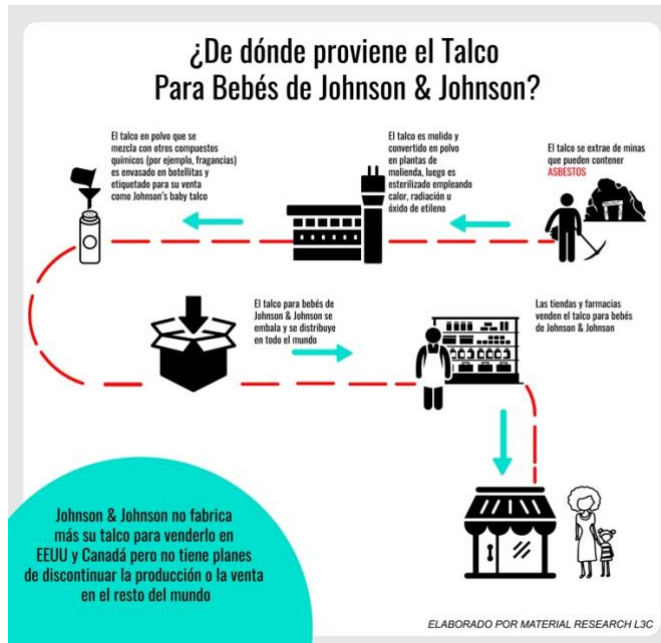 ¿De dónde proviene el Talco
Para Bebés de Johnson & Johnson?
El talco en polvo que se
mezcla con otros compuestos
químicos (por ejemplo, fragancias)
es envasado en botellitas y
etiquetado para su venta
como Johnson's baby talco
El talco es molido y
convertido en polvo
en plantas de
molienda, luego es
esterilizado empleando
calor, radiación u
óxido de etileno
El talco se extrae de minas
que pueden contener
ASBESTOS
El talco para bebés de
Johnson & Johnson se
embala y se distribuye
en todo el mundo
Las tiendas y farmacias
venden el talco para bebés
de Johnson & Johnson
Johnson & Johnson no fabrica
más su talco para venderlo en
EEUU y Canadá pero no tiene planes
de discontinuar la producción o la venta
en el resto del mundo
ELABORADO POR MATERIAL RESEARCH L3C